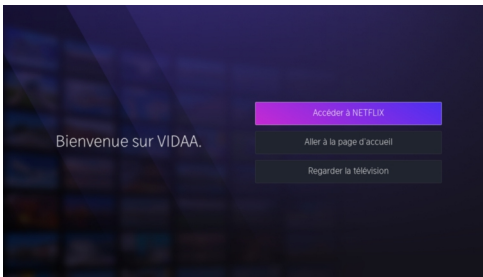 Bienvenue sur VIDAA.
Accéder à NETFLIX
Aller à la page d'accueil
Regarder la télévision